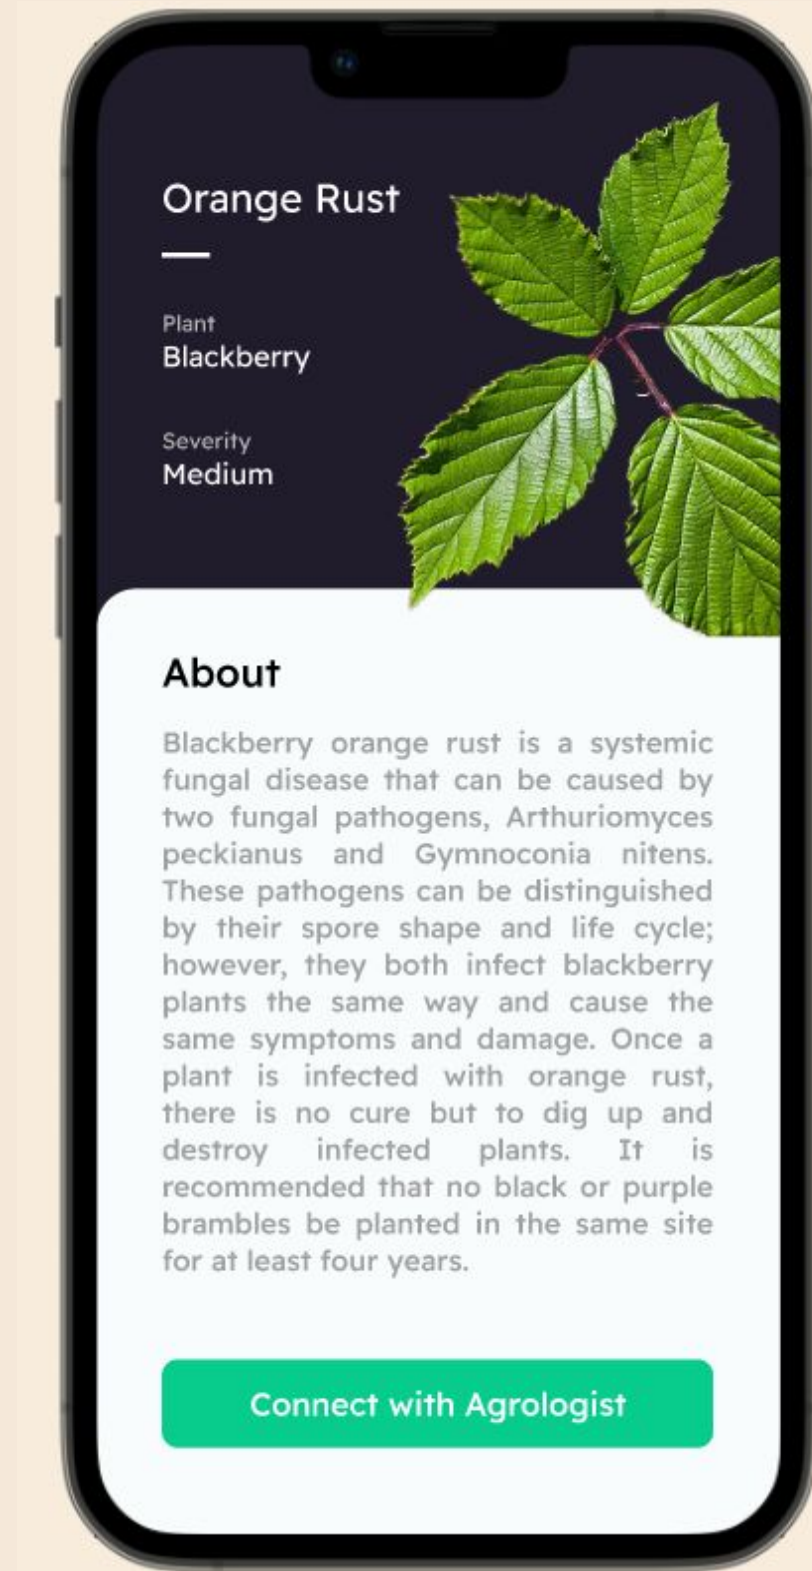 Orange Rust
Plant
Blackberry
Severity
Medium
About
Blackberry orange rust is a systemic
fungal disease that can be caused by
two fungal pathogens, Arthuriomyces
peckianus and Gymnoconia nitens.
These pathogens can be distinguished
by their spore shape and life cycle;
however, they both infect blackberry
plants the same way and cause the
same symptoms and damage. Once a
plant is infected with orange rust,
there is no cure but to dig up and
destroy infected plants. It is
recommended that no black or purple
brambles be planted in the same site
for at least four years.
Connect with Agrologist